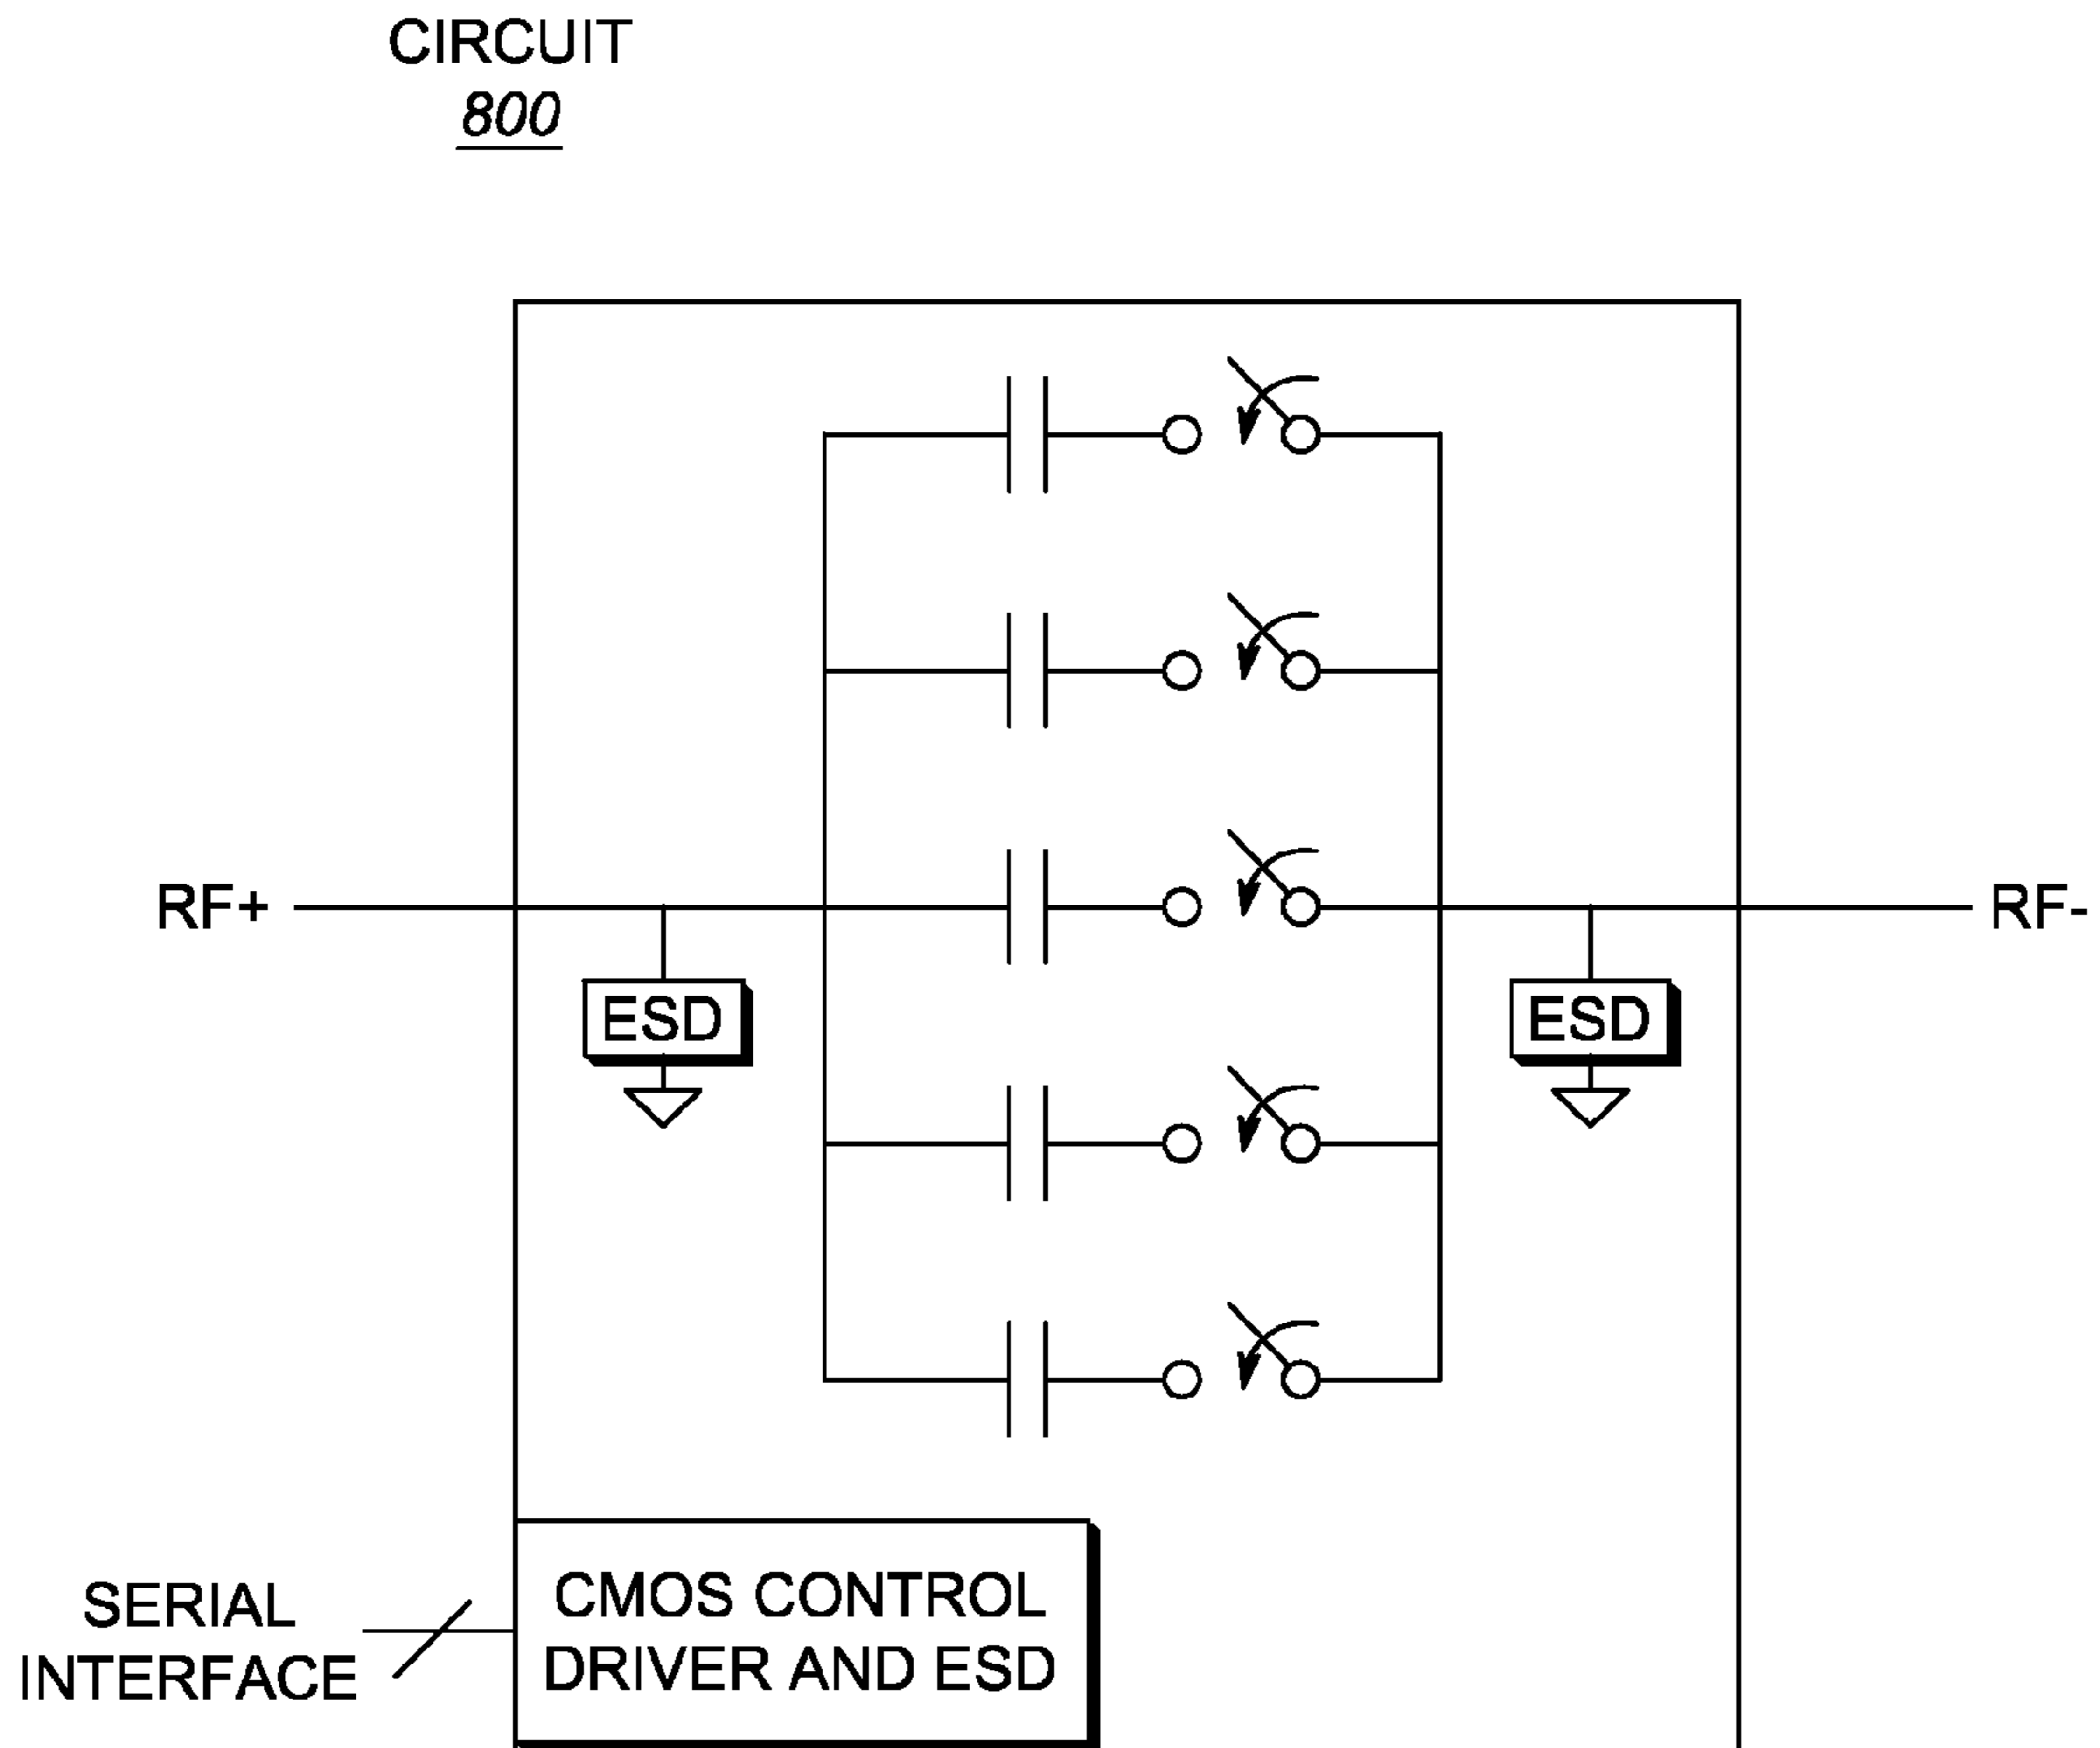 CIRCUIT
800
RF+
RF-
ESD
ESD
SERIAL
INTERFACE
CMOS CONTROL
DRIVER AND ESD